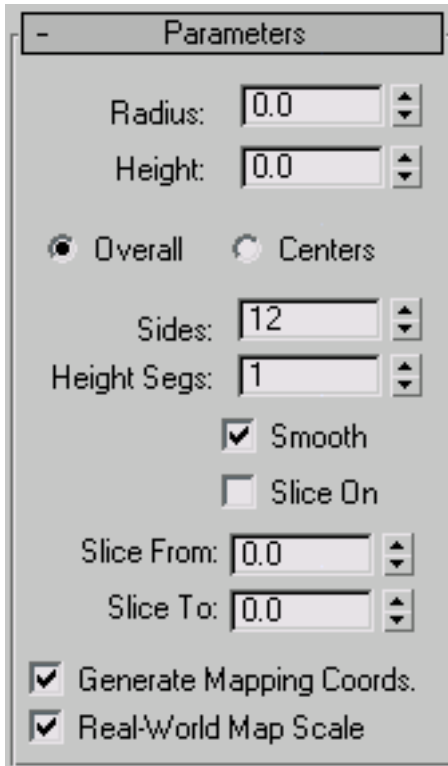 - Parameters
Radius: 0.0
Height: 0.0
Overall Centers
Sides: 12
Height Segs: 1
Smooth
Slice On
Slice From: 0.0
Slice To: 0.0
Generate Mapping Coords.
Real-World Map Scale